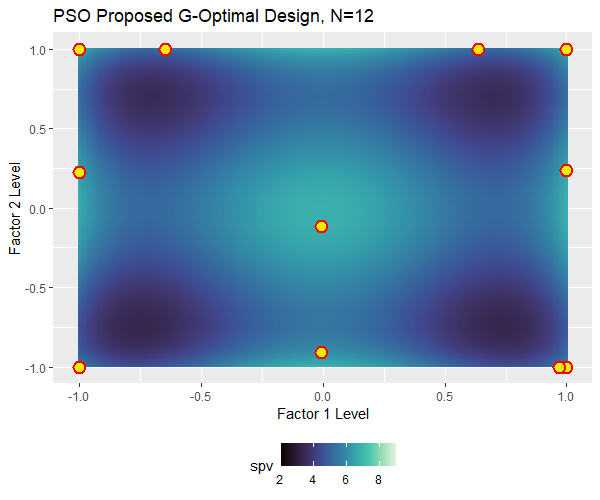 PSO Proposed G-Optimal Design, N=12
1.0
0.5
0.0
-0.5
-1.0
Factor 2 Level
-1.0 -0.5 0.0 0.5 1.0
Factor 1 Level
spv
2 4 6 8